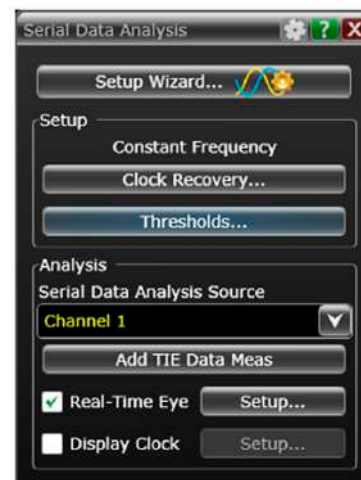 Serial Data Analysis ? X
Setup Wizard...
Setup
Constant Frequency
Clock Recovery...
Thresholds...
Analysis
Serial Data Analysis Source
Channel 1
Add TIE Data Meas
Real-Time Eye Setup...
Display Clock Setup...